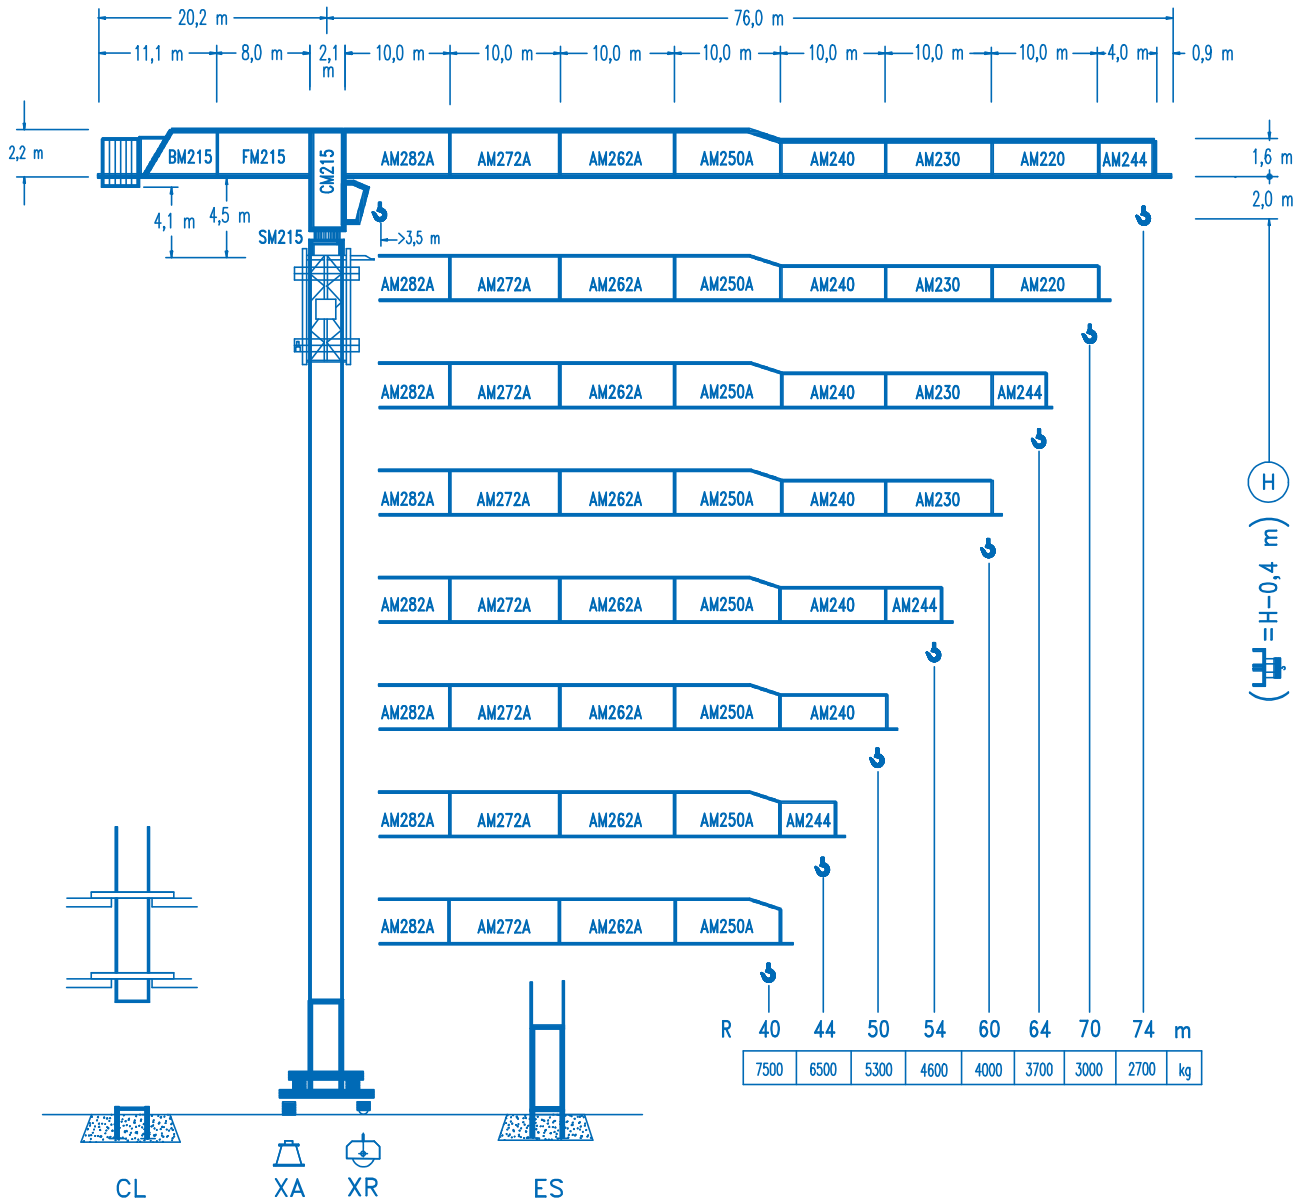 20,2 m 76,0 m
11,1 m 8,0 m 2,1 m 10,0 m 10,0 m 10,0 m 10,0 m 10,0 m 10,0 m 10,0 m 4,0 m 0,9 m
2,2 m BM215 FM215 CM215 AM282A AM272A AM262A AM250A AM240 AM230 AM220 AM244 1,6 m
4,1 m 4,5 m 2,0 m
SM215 >3,5 m
AM282A AM272A AM262A AM250A AM240 AM230 AM220
AM282A AM272A AM262A AM250A AM240 AM230 AM244
H
AM282A AM272A AM262A AM250A AM240 AM230
( =H-0,4 m)
AM282A AM272A AM262A AM250A AM240 AM244
AM282A AM272A AM262A AM250A AM240
AM282A AM272A AM262A AM250A AM244
AM282A AM272A AM262A AM250A
R 40 44 50 54 60 64 70 74 m
7500 6500 5300 4600 4000 3700 3000 2700 kg
CL XA XR ES